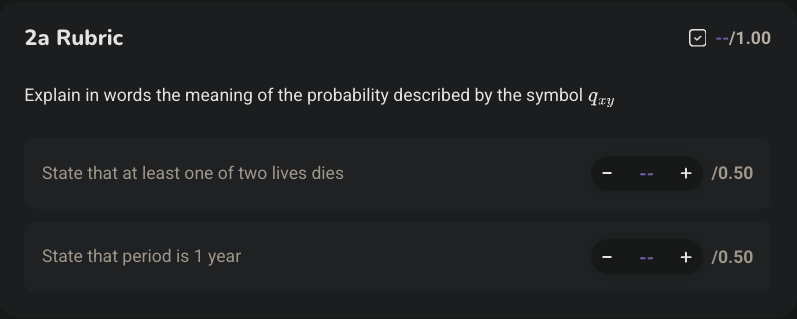 2a Rubric --/1.00
Explain in words the meaning of the probability described by the symbol q_{xy}
State that at least one of two lives dies − -- + /0.50
State that period is 1 year − -- + /0.50